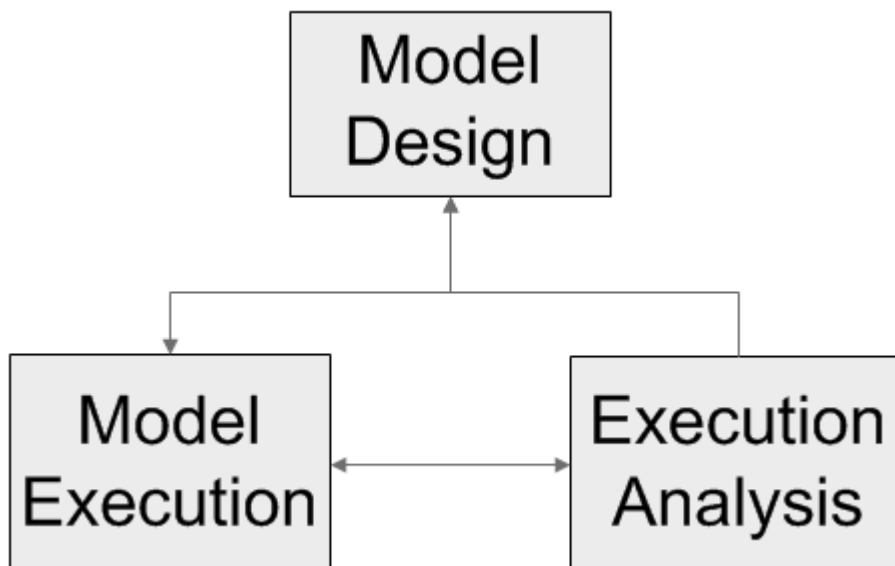 Model
Design
Model
Execution
Execution
Analysis